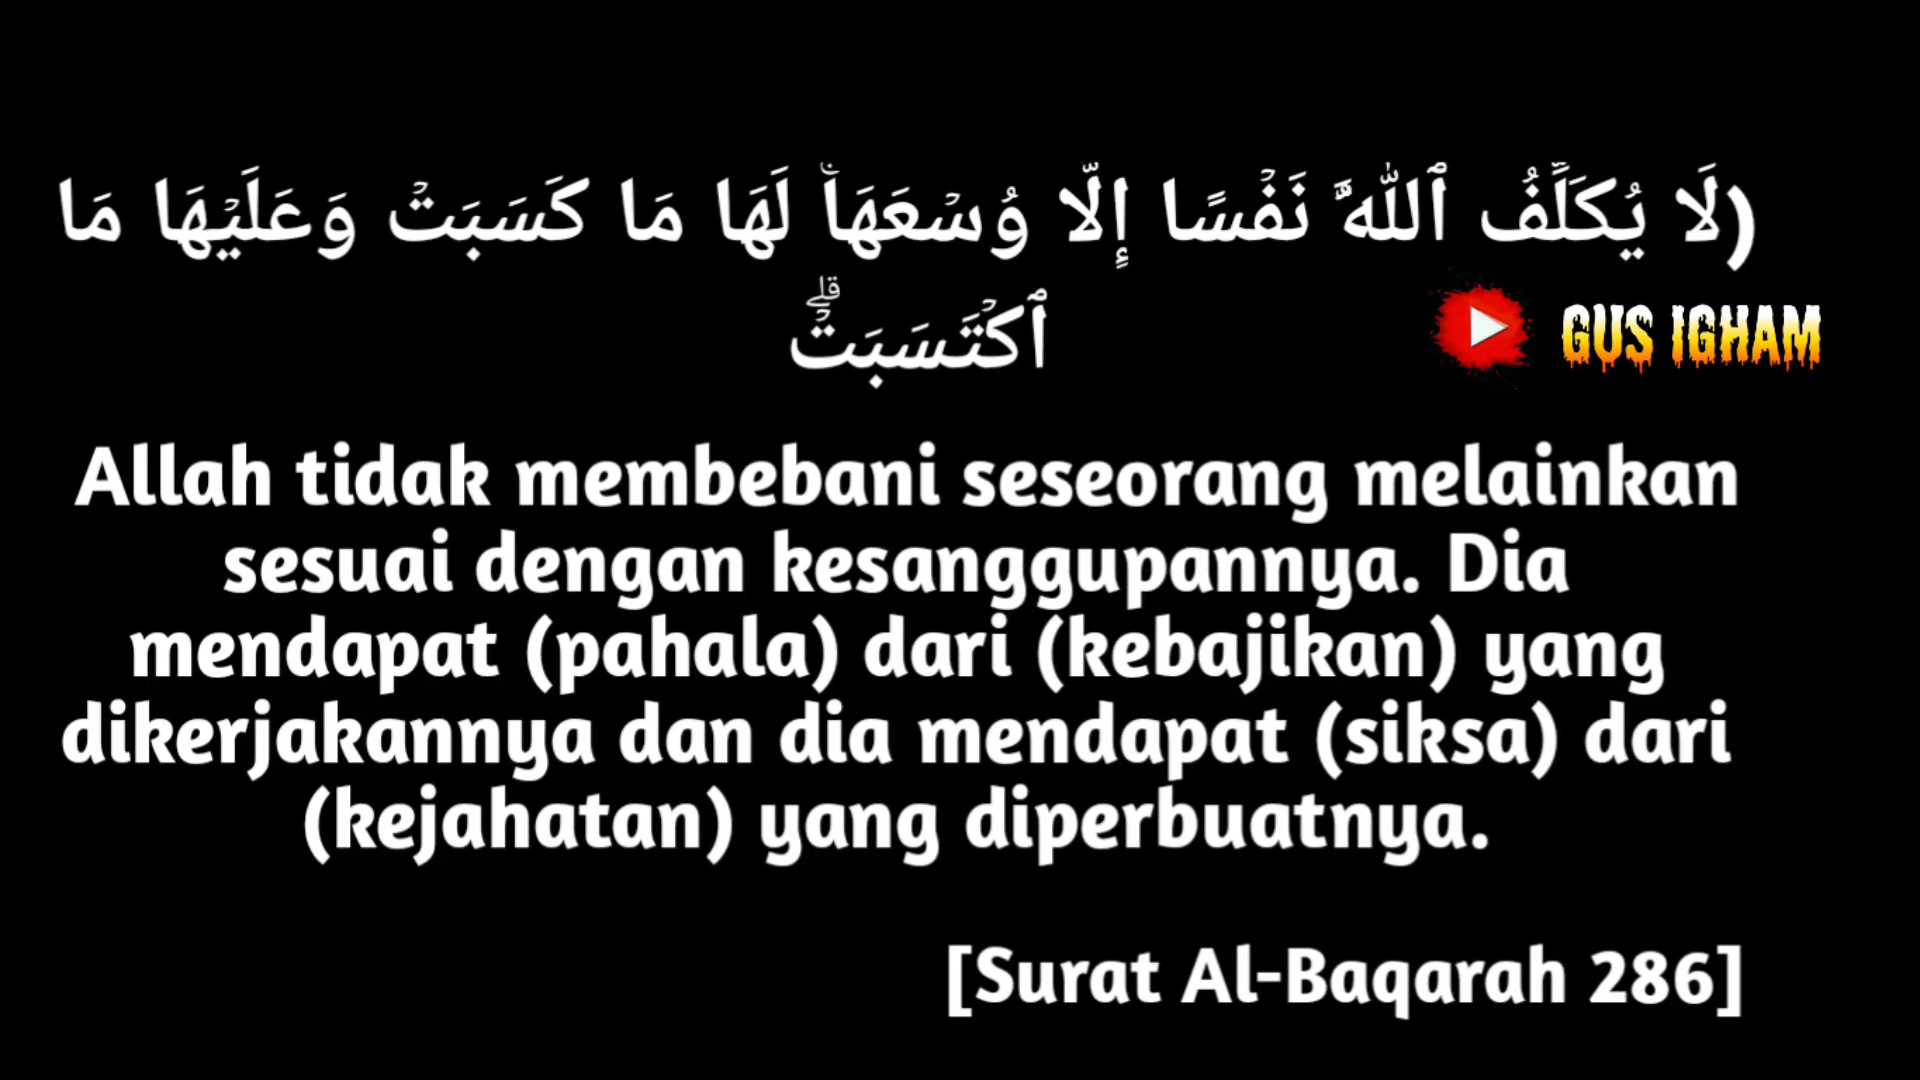 (لَا يُكَلِّفُ ٱللَّهُ نَفْسًا إِلَّا وُسْعَهَاۚ لَهَا مَا كَسَبَتْ وَعَلَيْهَا مَا
ٱكْتَسَبَتْۗ
GUS IGHAM
Allah tidak membebani seseorang melainkan
sesuai dengan kesanggupannya. Dia
mendapat (pahala) dari (kebajikan) yang
dikerjakannya dan dia mendapat (siksa) dari
(kejahatan) yang diperbuatnya.
[Surat Al-Baqarah 286]